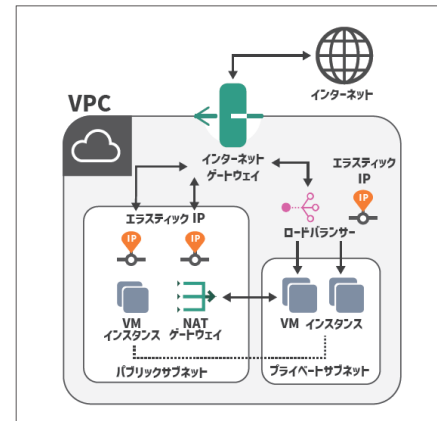 インターネット
VPC
インターネット
ゲートウェイ
エラスティック
IP
エラスティック IP
IP
IP
IP
ロードバランサー
VM
インスタンス
NAT
ゲートウェイ
VM インスタンス
パブリックサブネット
プライベートサブネット